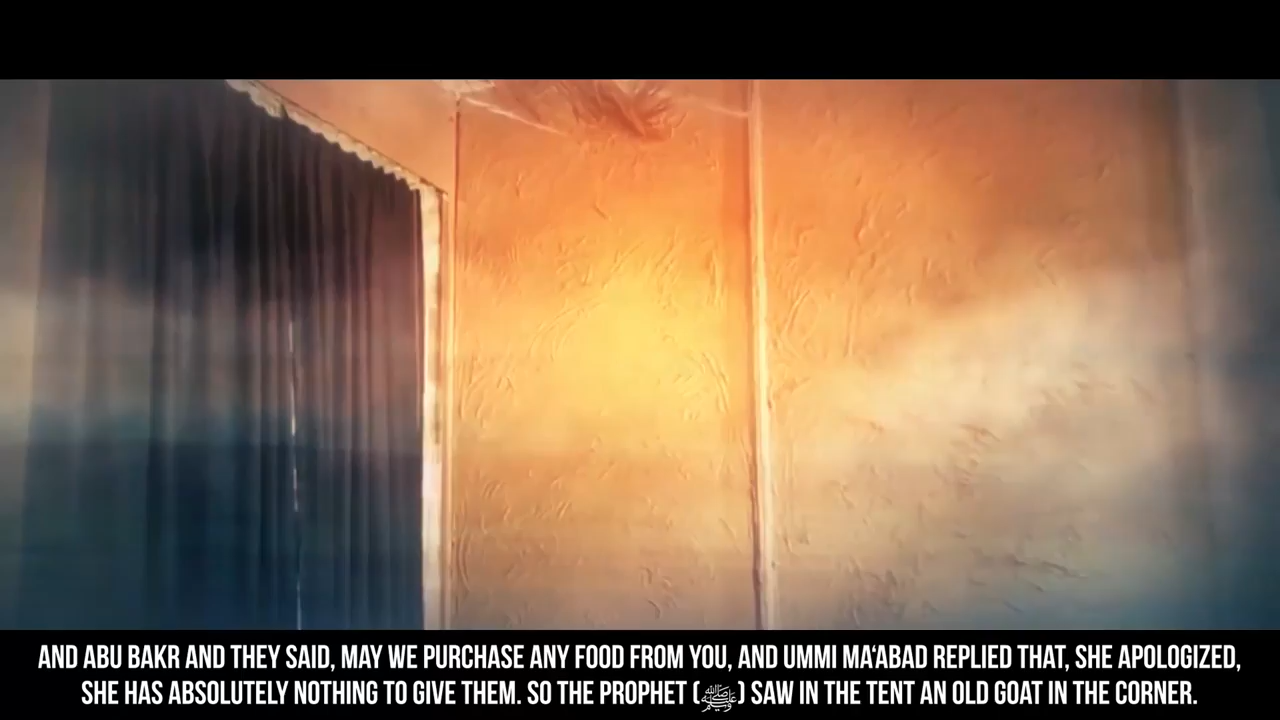 AND ABU BAKR AND THEY SAID, MAY WE PURCHASE ANY FOOD FROM YOU, AND UMMI MA‘ABAD REPLIED THAT, SHE APOLOGIZED,
SHE HAS ABSOLUTELY NOTHING TO GIVE THEM. SO THE PROPHET (ﷺ) SAW IN THE TENT AN OLD GOAT IN THE CORNER.